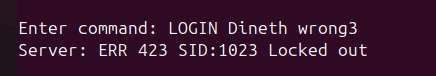 Enter command: LOGIN Dineth wrong3
Server: ERR 423 SID:1023 Locked out